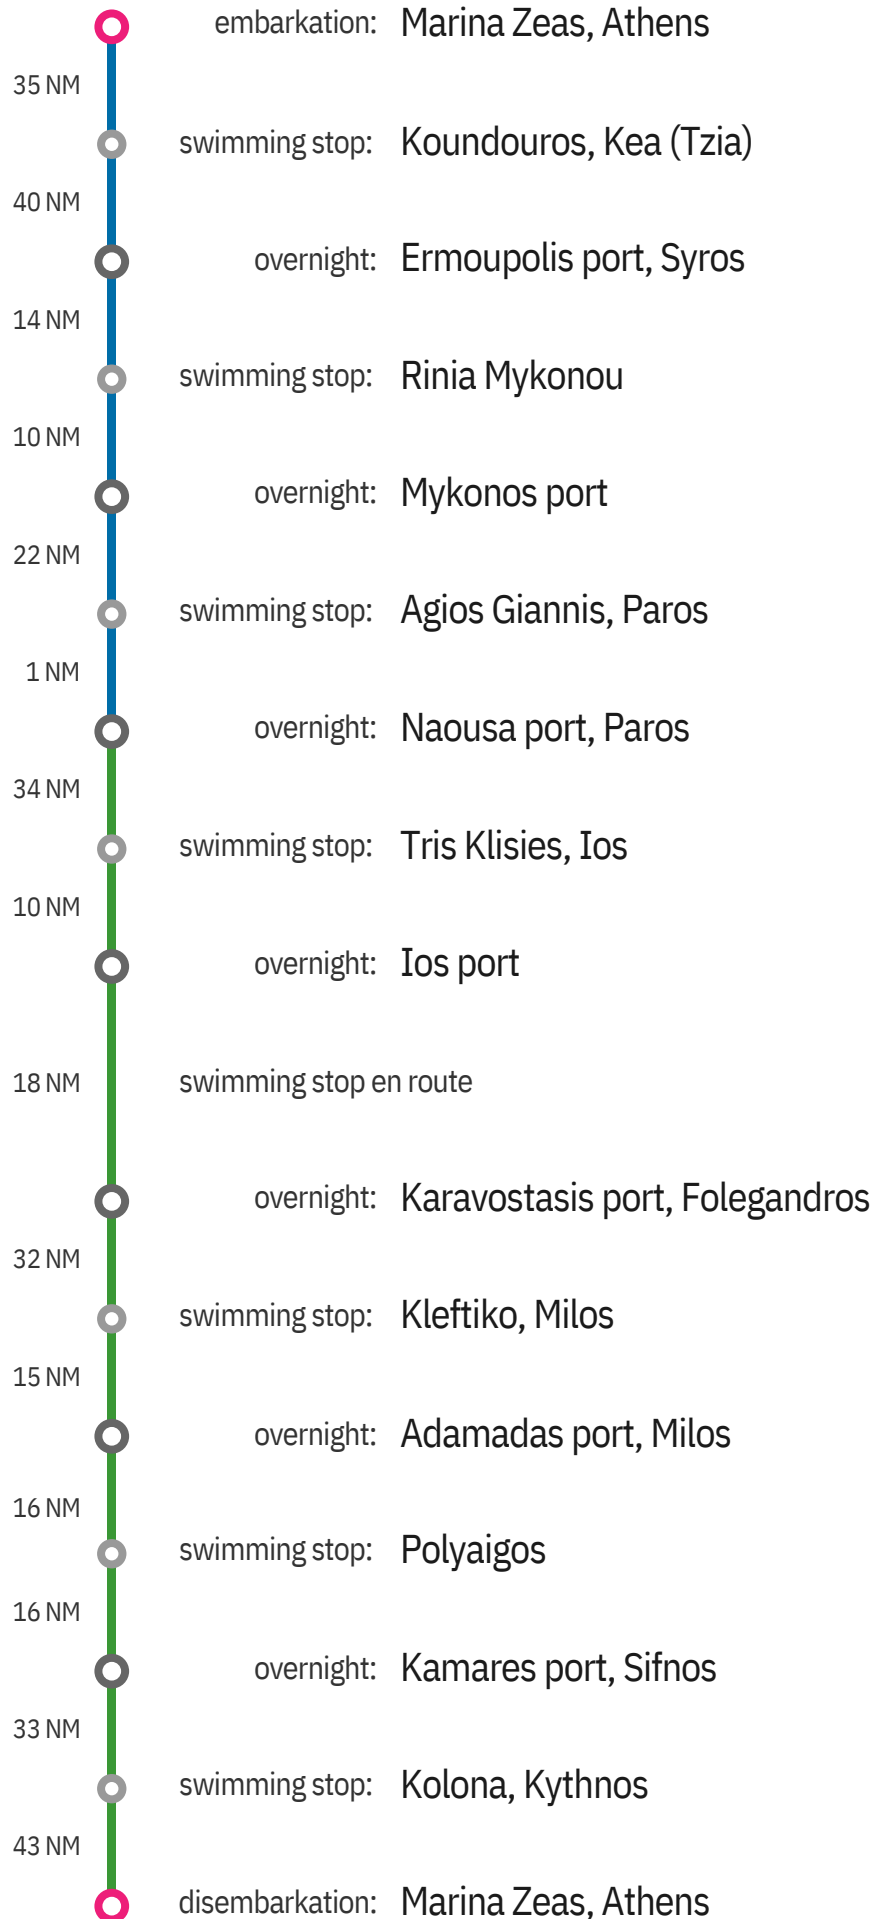 embarkation: Marina Zeas, Athens
35 NM
swimming stop: Koundouros, Kea (Tzia)
40 NM
overnight: Ermoupolis port, Syros
14 NM
swimming stop: Rinia Mykonou
10 NM
overnight: Mykonos port
22 NM
swimming stop: Agios Giannis, Paros
1 NM
overnight: Naousa port, Paros
34 NM
swimming stop: Tris Klisies, Ios
10 NM
overnight: Ios port
18 NM swimming stop en route
overnight: Karavostasis port, Folegandros
32 NM
swimming stop: Kleftiko, Milos
15 NM
overnight: Adamadas port, Milos
16 NM
swimming stop: Polyaigos
16 NM
overnight: Kamares port, Sifnos
33 NM
swimming stop: Kolona, Kythnos
43 NM
disembarkation: Marina Zeas, Athens